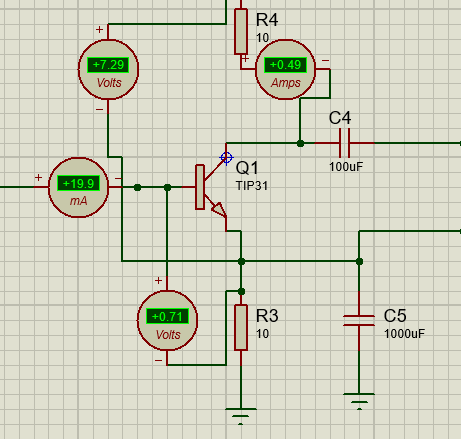 R4
10
+
+7.29
Volts
−
+
+0.49
Amps
−
C4
100uF
Q1
TIP31
+
+19.9
mA
−
+
+0.71
Volts
−
R3
10
C5
1000uF